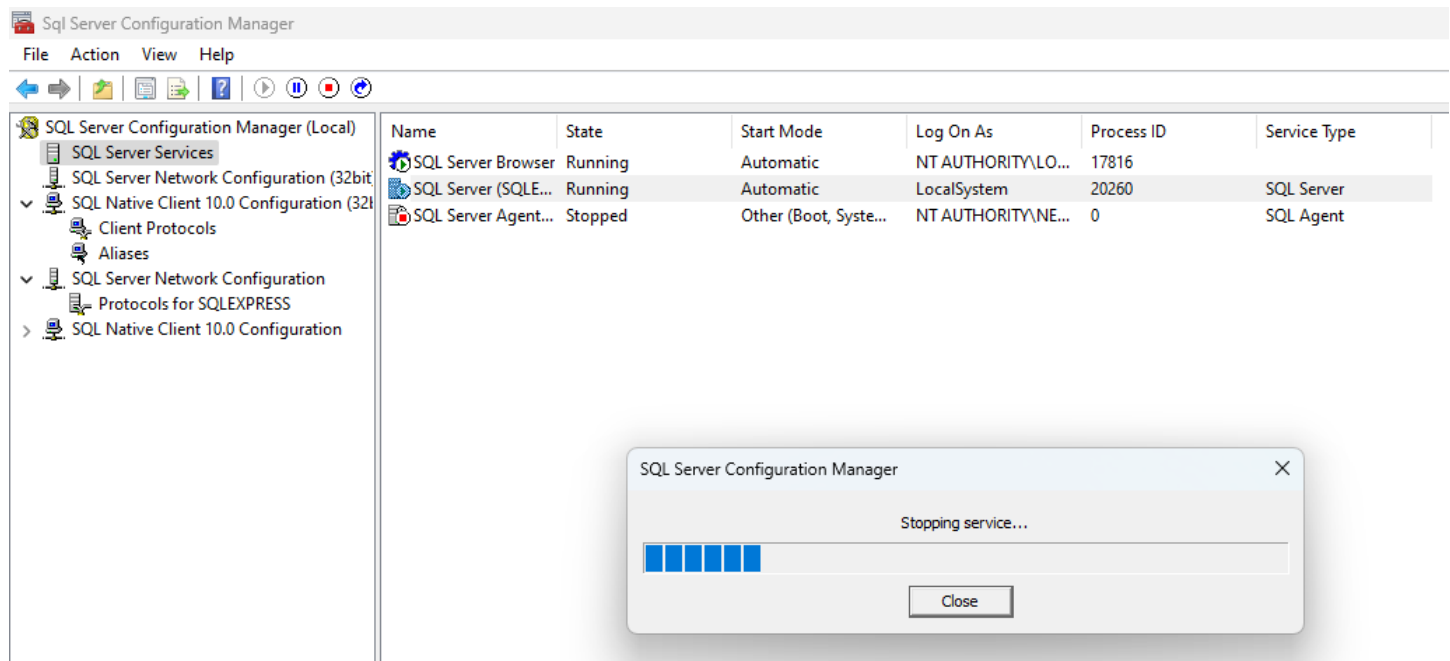 Sql Server Configuration Manager
File Action View Help
SQL Server Configuration Manager (Local)
SQL Server Services
SQL Server Network Configuration (32bit
SQL Native Client 10.0 Configuration (32b
Client Protocols
Aliases
SQL Server Network Configuration
Protocols for SQLEXPRESS
SQL Native Client 10.0 Configuration
Name State Start Mode Log On As Process ID Service Type
SQL Server Browser Running Automatic NT AUTHORITY\LO... 17816
SQL Server (SQLE... Running Automatic LocalSystem 20260 SQL Server
SQL Server Agent... Stopped Other (Boot, Syste... NT AUTHORITY\NE... 0 SQL Agent
SQL Server Configuration Manager
Stopping service...
Close